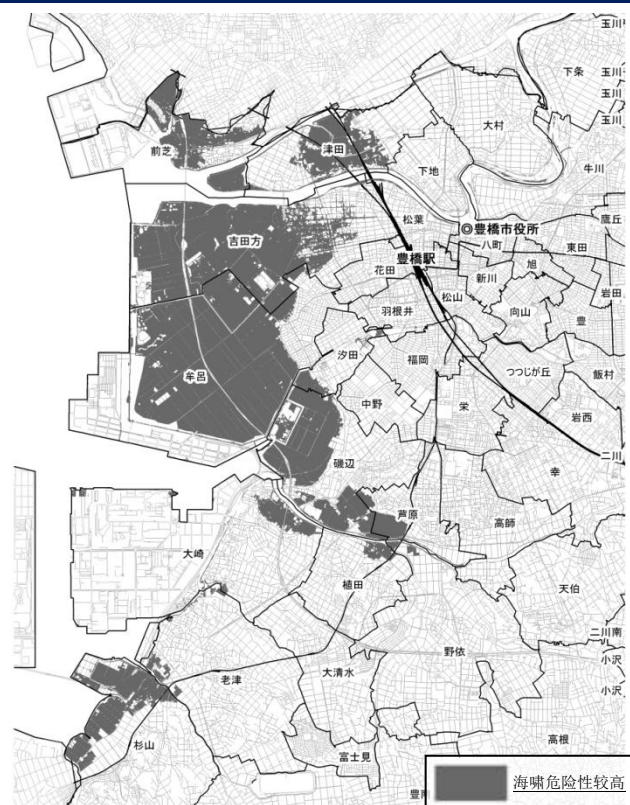 玉川
下条
玉川
玉川
玉川
大村
前芝
津田
下地
牛川
鷹丘
松葉
◎豊橋市役所
吉田方
八町
東田
豊橋駅
旭
花田
新川
岩田
松山
羽根井
向山
豊
汐田
福岡
つつじが丘
飯村
牟呂
中野
栄
岩西
二川
磯辺
幸
芦原
高師
大崎
植田
天伯
二川南
野依
小沢
老津
大清水
小沢
杉山
高根
富士見
海啸危险性较高